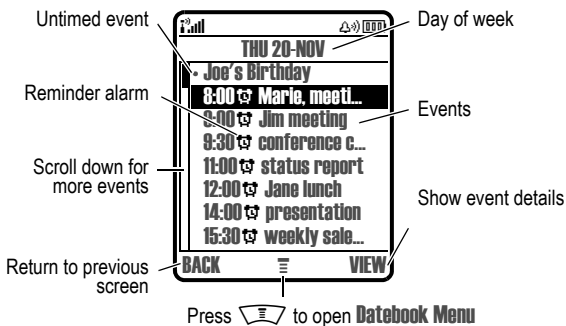 Untimed event
Day of week
THU 20-NOV
Joe's Birthday
8:00 Marie, meeti...
Reminder alarm
9:00 Jim meeting
Events
9:30 conference c...
Scroll down for
more events
11:00 status report
12:00 Jane lunch
Show event details
14:00 presentation
15:30 weekly sale...
Return to previous
screen
BACK
VIEW
Press to open Datebook Menu